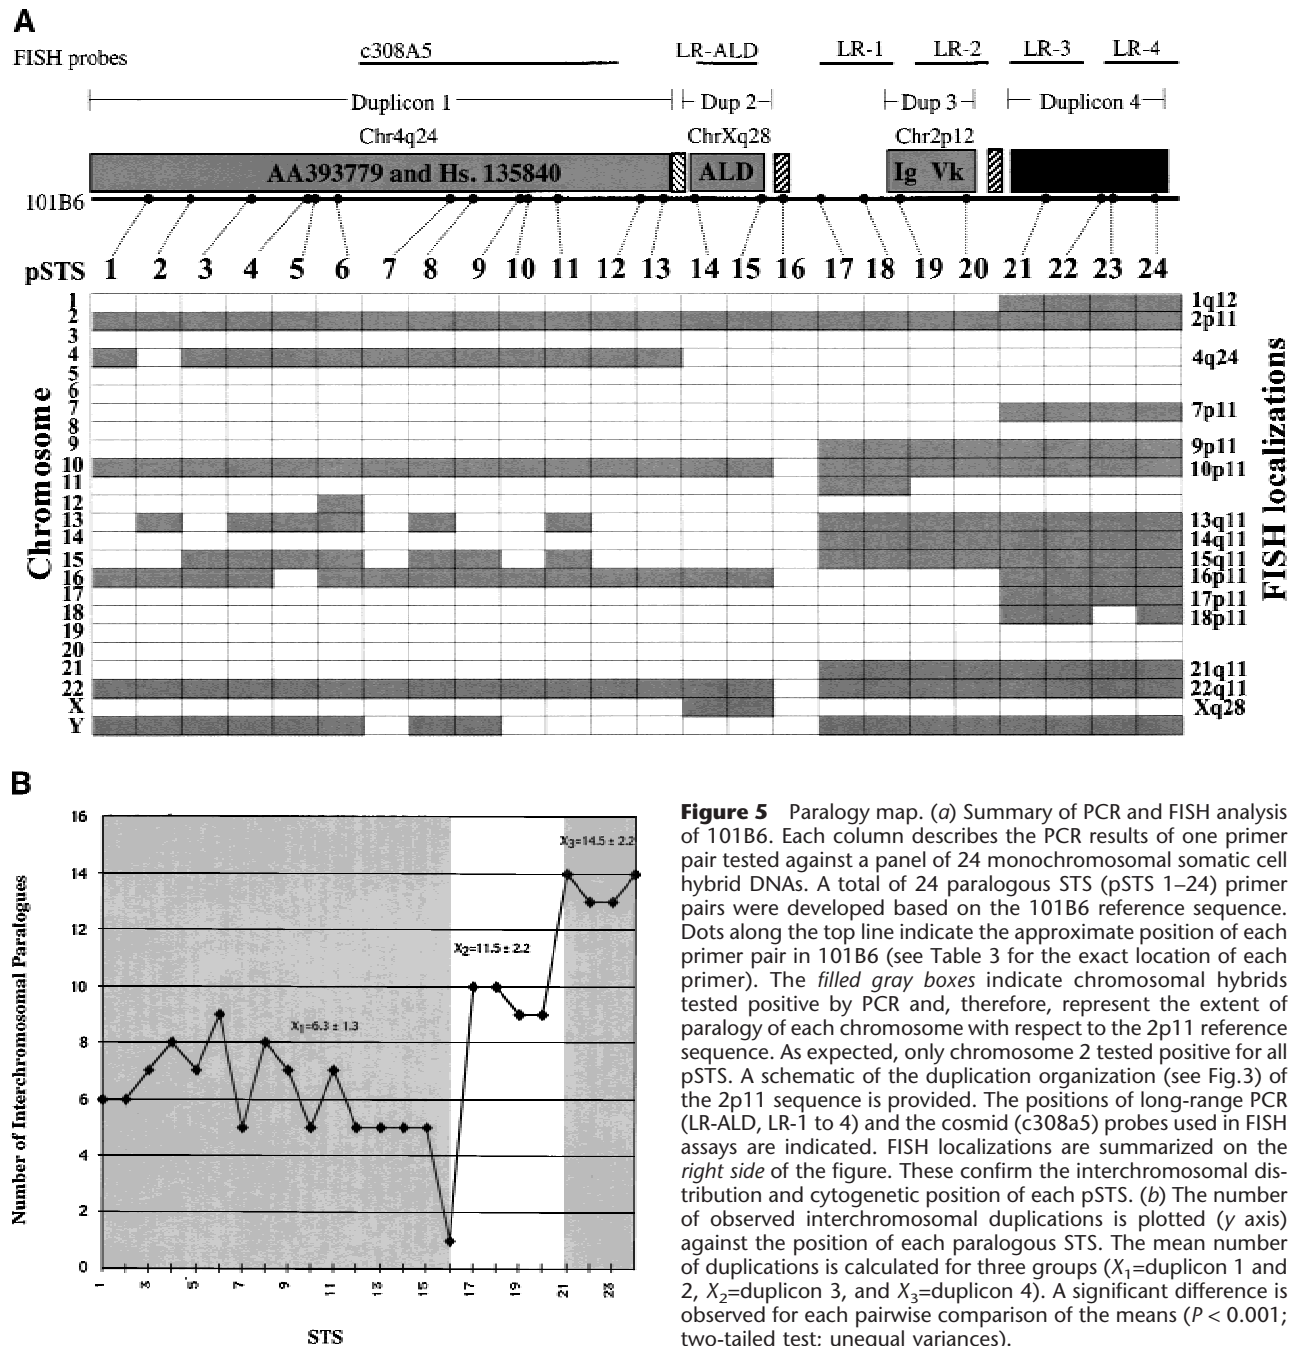 A
FISH probes
c308A5
LR-ALD
LR-1
LR-2
LR-3
LR-4
Duplicon 1
Dup 2
Dup 3
Duplicon 4
Chr4q24
ChrXq28
Chr2p12
AA393779 and Hs. 135840
ALD
Ig Vk
101B6
pSTS 1 2 3 4 5 6 7 8 9 10 11 12 13 14 15 16 17 18 19 20 21 22 23 24
Chromosome
1
2
3
4
5
6
7
8
9
10
11
12
13
14
15
16
17
18
19
20
21
22
X
Y
1q12
2p11
4q24
7p11
9p11
10p11
13q11
14q11
15q11
16p11
17p11
18p11
21q11
22q11
Xq28
FISH localizations
B
Number of Interchromosomal Paralogues
16
14
12
10
8
6
4
2
0
X1=6.3 ± 1.3
X2=11.5 ± 2.2
X3=14.5 ± 2.2
1 3 5 7 9 11 13 15 17 19 21 23
STS
Figure 5 Paralogy map. (a) Summary of PCR and FISH analysis
of 101B6. Each column describes the PCR results of one primer
pair tested against a panel of 24 monochromosomal somatic cell
hybrid DNAs. A total of 24 paralogous STS (pSTS 1–24) primer
pairs were developed based on the 101B6 reference sequence.
Dots along the top line indicate the approximate position of each
primer pair in 101B6 (see Table 3 for the exact location of each
primer). The filled gray boxes indicate chromosomal hybrids
tested positive by PCR and, therefore, represent the extent of
paralogy of each chromosome with respect to the 2p11 reference
sequence. As expected, only chromosome 2 tested positive for all
pSTS. A schematic of the duplication organization (see Fig.3) of
the 2p11 sequence is provided. The positions of long-range PCR
(LR-ALD, LR-1 to 4) and the cosmid (c308a5) probes used in FISH
assays are indicated. FISH localizations are summarized on the
right side of the figure. These confirm the interchromosomal dis-
tribution and cytogenetic position of each pSTS. (b) The number
of observed interchromosomal duplications is plotted (y axis)
against the position of each paralogous STS. The mean number
of duplications is calculated for three groups (X1=duplicon 1 and
2, X2=duplicon 3, and X3=duplicon 4). A significant difference is
observed for each pairwise comparison of the means (P < 0.001;
two-tailed test; unequal variances).